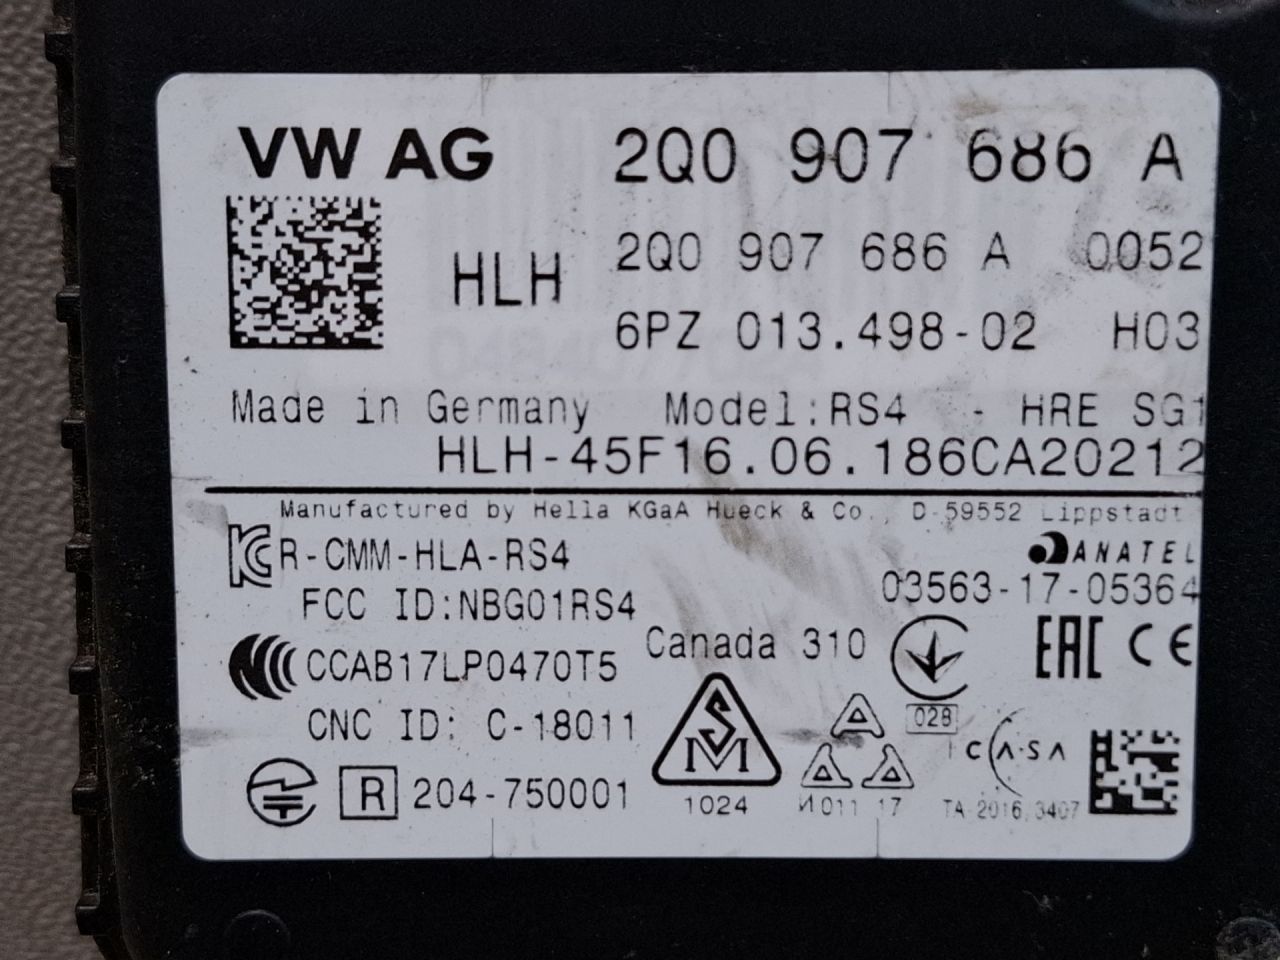 VW AG 2Q0 907 686 A
HLH 2Q0 907 686 A 0052
6PZ 013.498-02 H03
Made in Germany Model:RS4 - HRE SG1
HLH-45F16.06.186CA20212
Manufactured by Hella KGaA Hueck & Co., D-59552 Lippstadt
R-CMM-HLA-RS4 ANATEL
03563-17-05364
FCC ID:NBG01RS4
Canada 310 EAC CE
CCAB17LP0470T5
028
CNC ID: C-18011
ICASA
R 204-750001
1024
И011 17
TA-2016/3407